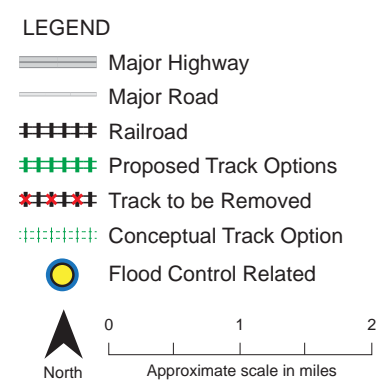 LEGEND
Major Highway
Major Road
Railroad
Proposed Track Options
Track to be Removed
Conceptual Track Option
Flood Control Related
0 1 2
North Approximate scale in miles